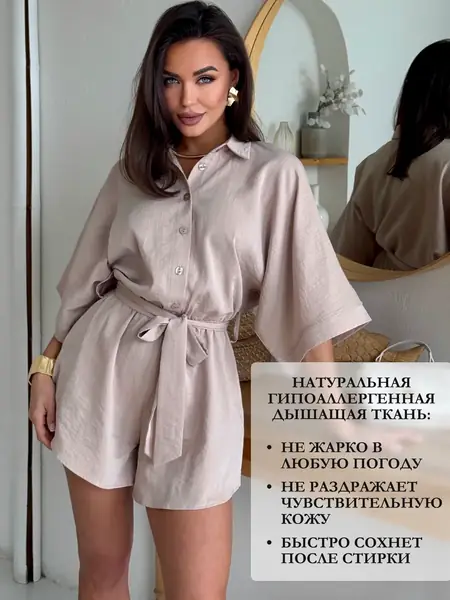 НАТУРАЛЬНАЯ
ГИПОАЛЛЕРГЕННАЯ
ДЫШАЩАЯ ТКАНЬ:
• НЕ ЖАРКО В
ЛЮБУЮ ПОГОДУ
• НЕ РАЗДРАЖАЕТ
ЧУВСТВИТЕЛЬНУЮ
КОЖУ
• БЫСТРО СОХНЕТ
ПОСЛЕ СТИРКИ